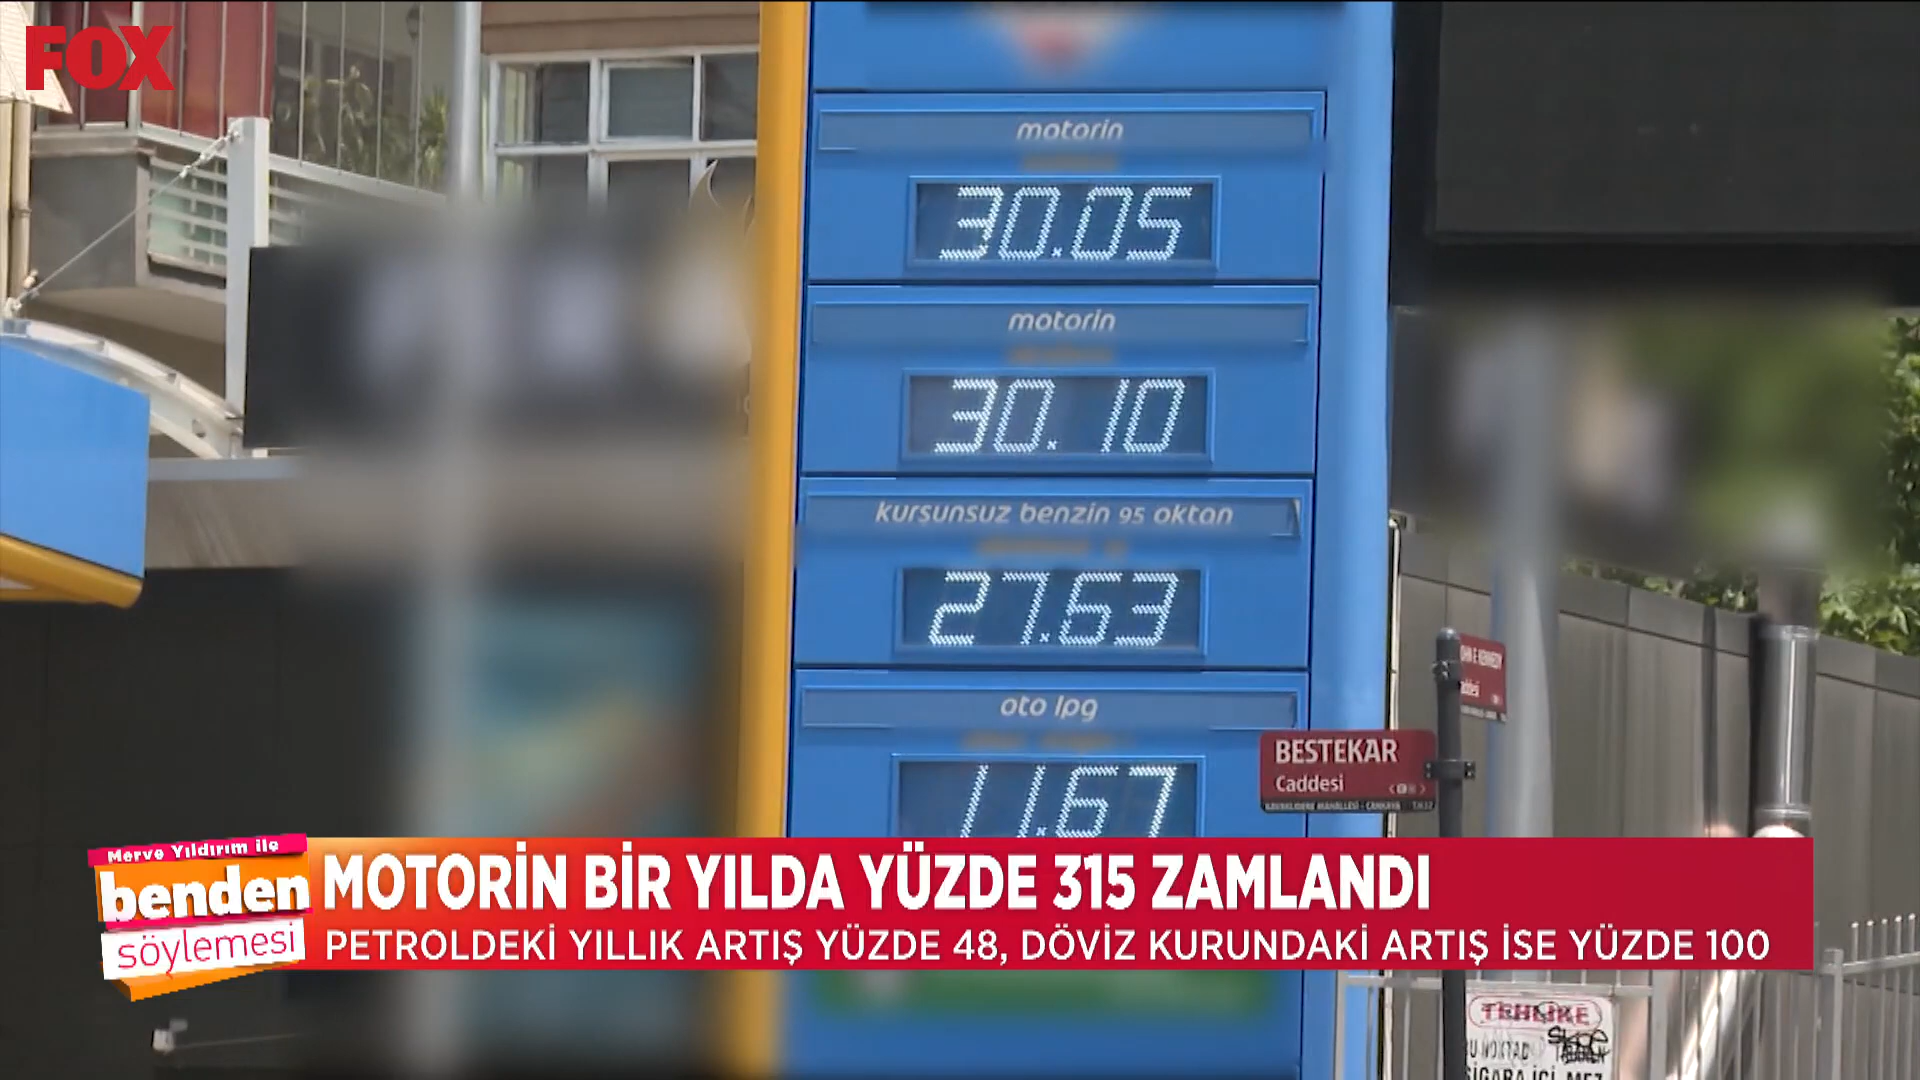 FOX
motorin
30.05
motorin
30.10
kurşunsuz benzin 95 oktan
27.63
oto lpg
11.67
BESTEKAR
Caddesi
Merve Yıldırım ile
benden
söylemesi
MOTORİN BİR YILDA YÜZDE 315 ZAMLANDI
PETROLDEKİ YILLIK ARTIŞ YÜZDE 48, DÖVİZ KURUNDAKİ ARTIŞ İSE YÜZDE 100
TEHLİKE